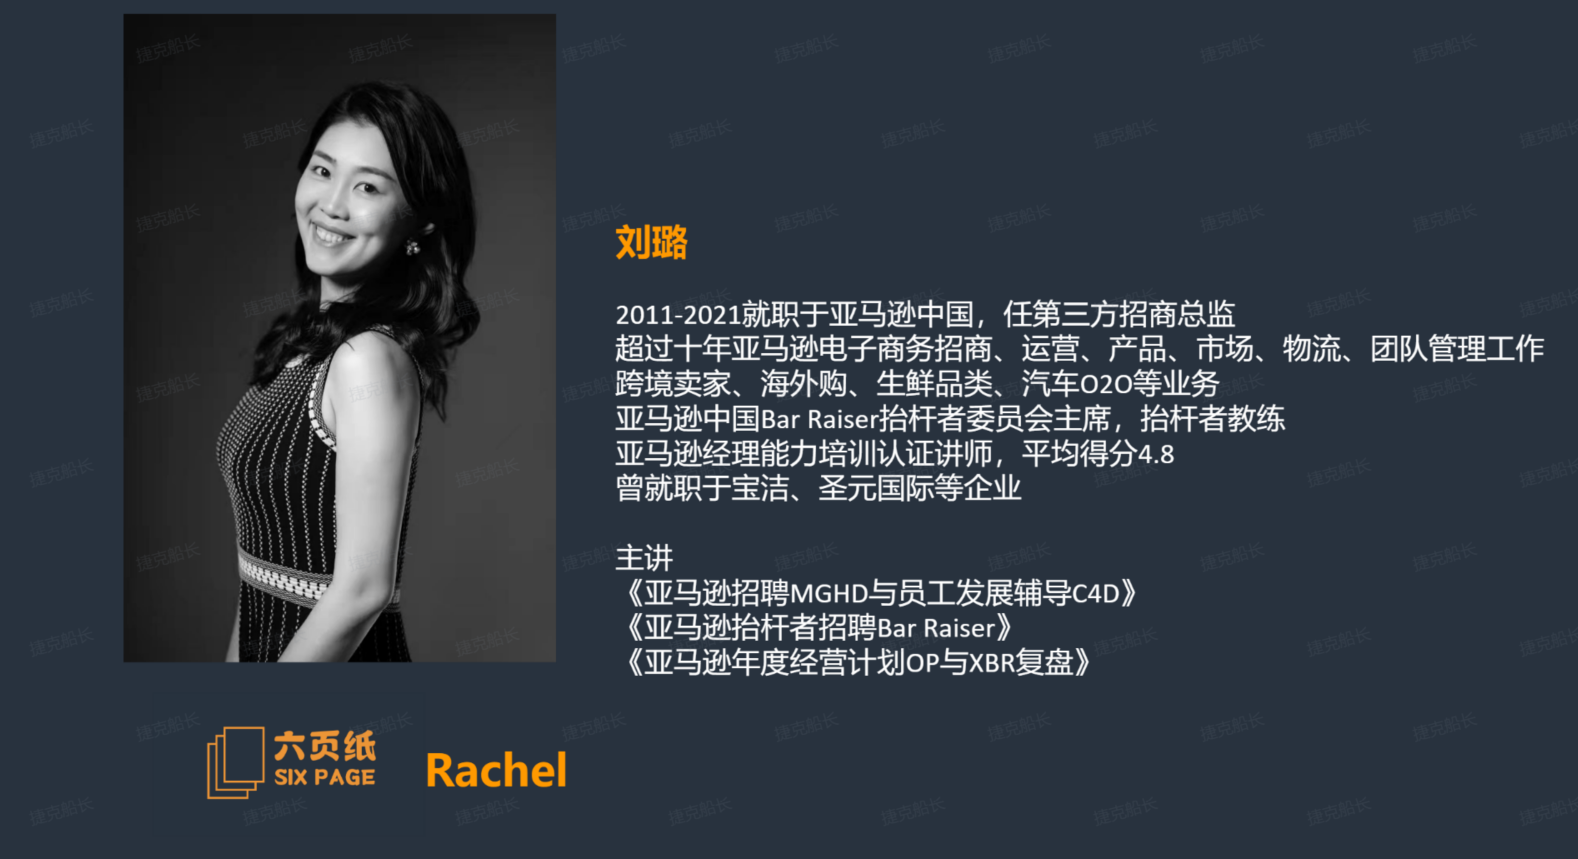 刘璐
2011-2021就职于亚马逊中国，任第三方招商总监
超过十年亚马逊电子商务招商、运营、产品、市场、物流、团队管理工作
跨境卖家、海外购、生鲜品类、汽车O2O等业务
亚马逊中国Bar Raiser抬杆者委员会主席，抬杆者教练
亚马逊经理能力培训认证讲师，平均得分4.8
曾就职于宝洁、圣元国际等企业
主讲
《亚马逊招聘MGHD与员工发展辅导C4D》
《亚马逊抬杆者招聘Bar Raiser》
《亚马逊年度经营计划OP与XBR复盘》
六页纸
SIX PAGE
Rachel
捷克船长